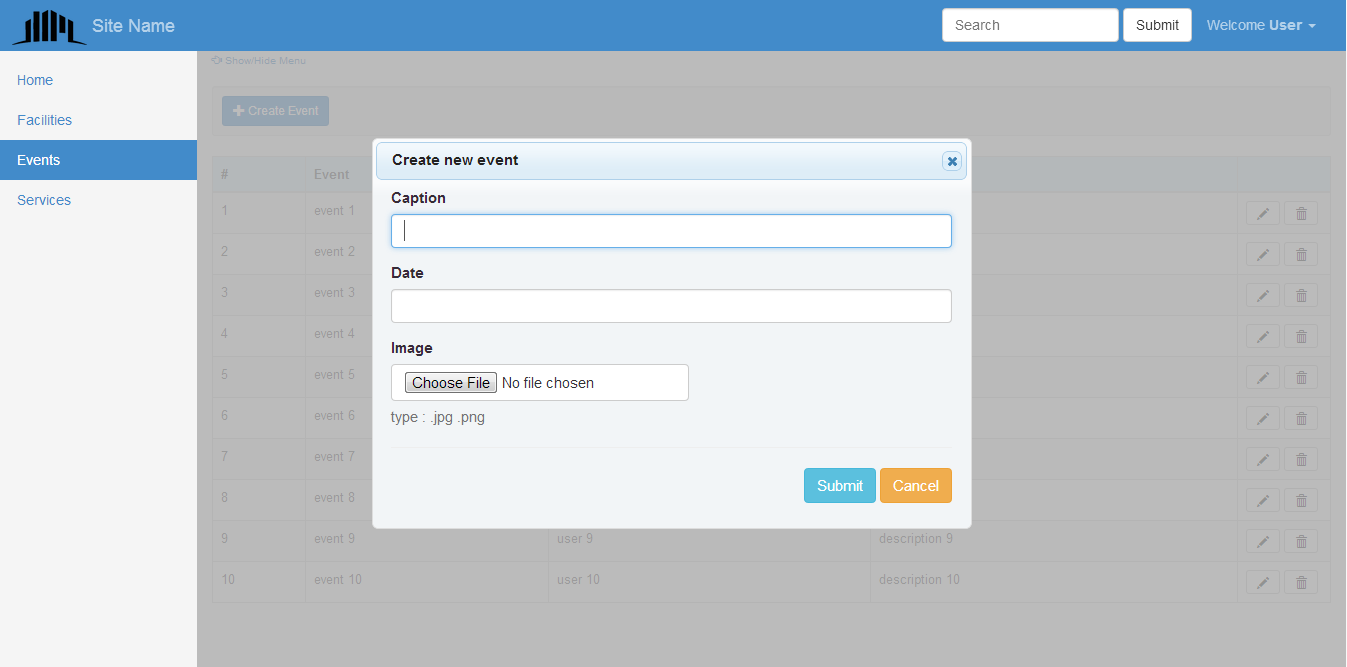 Site Name
Search
Submit
Welcome User
Home
Facilities
Events
Services
Show/Hide Menu
Create Event
# Event
1 event 1
2 event 2
3 event 3
4 event 4
5 event 5
6 event 6
7 event 7
8 event 8
9 event 9 user 9 description 9
10 event 10 user 10 description 10
Create new event
Caption
Date
Image
Choose File No file chosen
type : .jpg .png
Submit Cancel